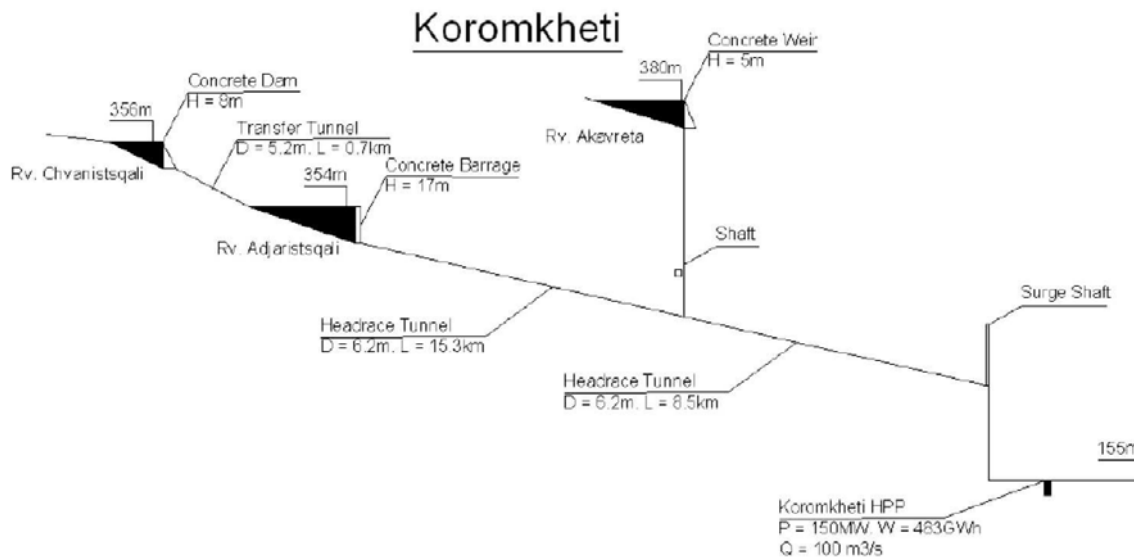 Koromkheti
Concrete Weir
H = 5m
380m
Rv. Akavreta
Concrete Dam
H = 8m
356m
Rv. Chvanistsqali
Transfer Tunnel
D = 5.2m. L = 0.7km
Concrete Barrage
H = 17m
354m
Rv. Adjaristsqali
Shaft
Surge Shaft
Headrace Tunnel
D = 6.2m. L = 15.3km
Headrace Tunnel
D = 6.2m. L = 8.5km
155m
Koromkheti HPP
P = 150MW. W = 483GWh
Q = 100 m3/s